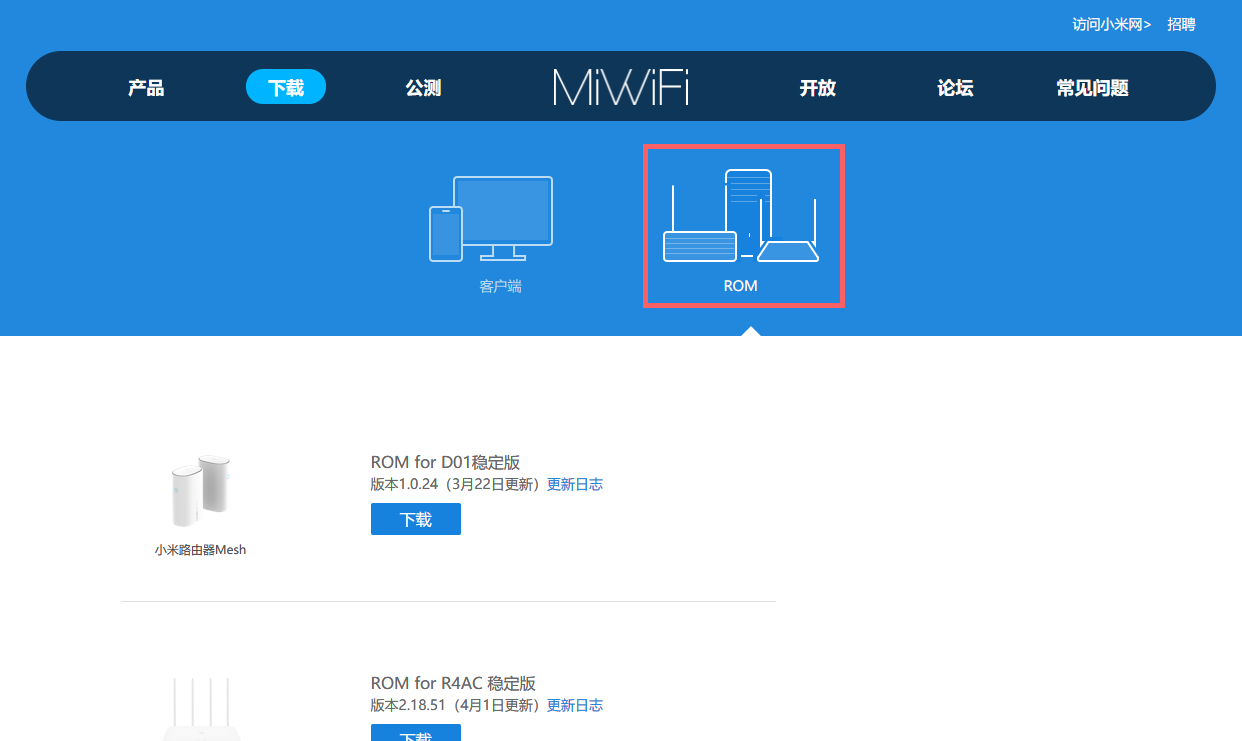 访问小米网> 招聘
产品 下载 公测 MiWiFi 开放 论坛 常见问题
客户端 ROM
ROM for D01稳定版
版本1.0.24（3月22日更新）更新日志
下载
小米路由器Mesh
ROM for R4AC 稳定版
版本2.18.51（4月1日更新）更新日志
下载